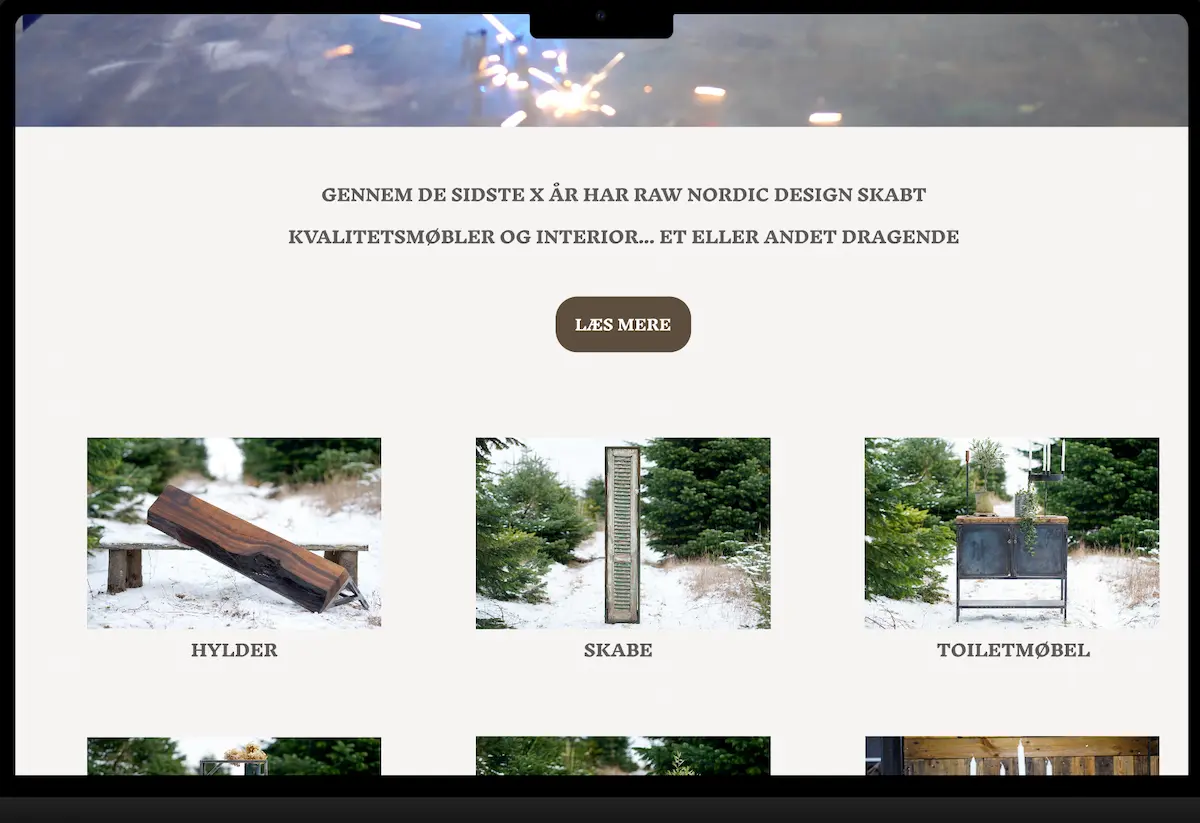 GENNEM DE SIDSTE X ÅR HAR RAW NORDIC DESIGN SKABT
KVALITETSMØBLER OG INTERIOR... ET ELLER ANDET DRAGENDE
LÆS MERE
HYLDER
SKABE
TOILETMØBEL